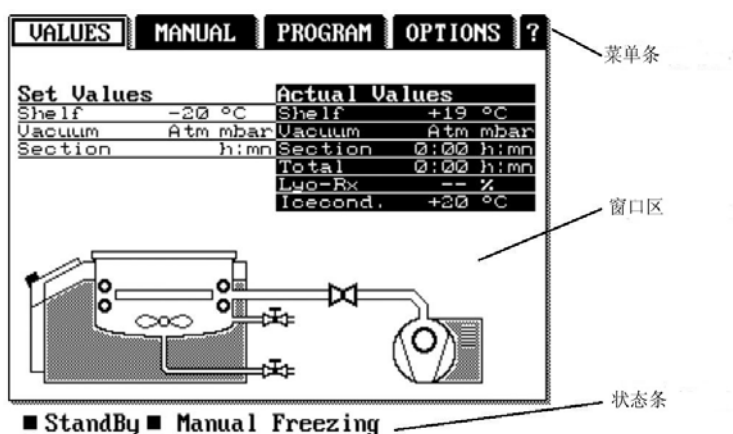 VALUES MANUAL PROGRAM OPTIONS ?
菜单条
Set Values Actual Values
Shelf -20 °C Shelf +19 °C
Vacuum Atm mbar Vacuum Atm mbar
Section h:mn Section 0:00 h:mn
Total 0:00 h:mn
Lyo-Rx -- %
Icecond. +20 °C
窗口区
状态条
■ StandBy ■ Manual Freezing